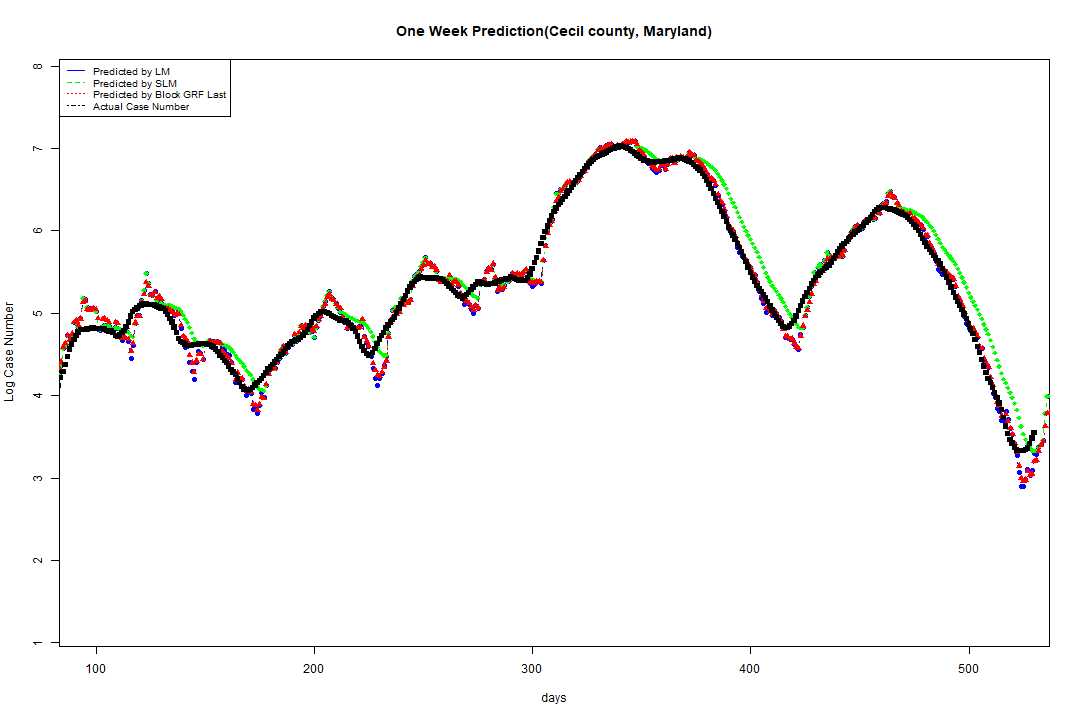 One Week Prediction(Cecil county, Maryland)
Predicted by LM
Predicted by SLM
Predicted by Block GRF Last
Actual Case Number
Log Case Number
8
7
6
5
4
3
2
1
100 200 300 400 500
days